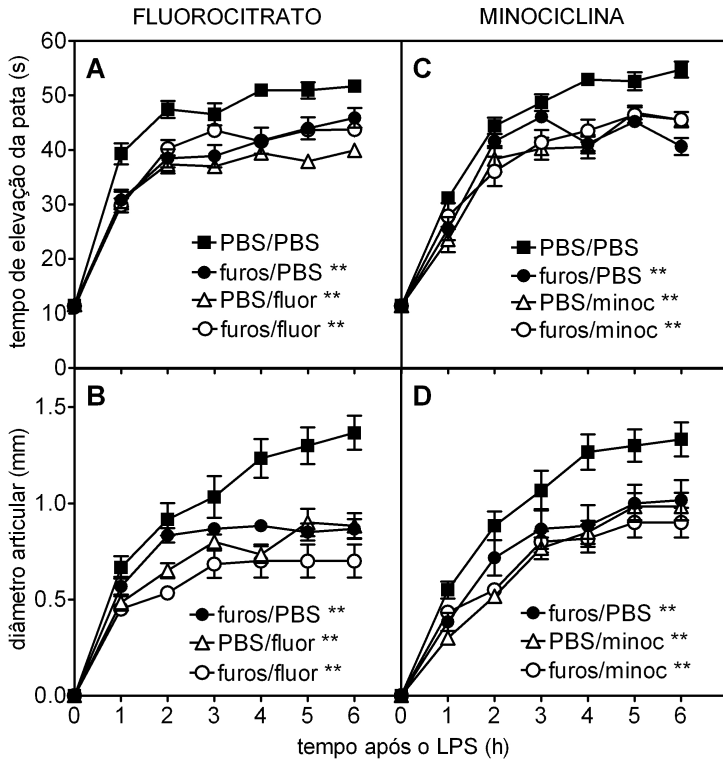 FLUOROCITRATO
MINOCICLINA
tempo de elevação da pata (s)
60
50
40
30
20
10
0
A
PBS/PBS
furos/PBS **
PBS/fluor **
furos/fluor **
C
PBS/PBS
furos/PBS **
PBS/minoc **
furos/minoc **
diâmetro articular (mm)
1.5
1.0
0.5
0.0
B
furos/PBS **
PBS/fluor **
furos/fluor **
D
furos/PBS **
PBS/minoc **
furos/minoc **
0 1 2 3 4 5 6
0 1 2 3 4 5 6
tempo após o LPS (h)